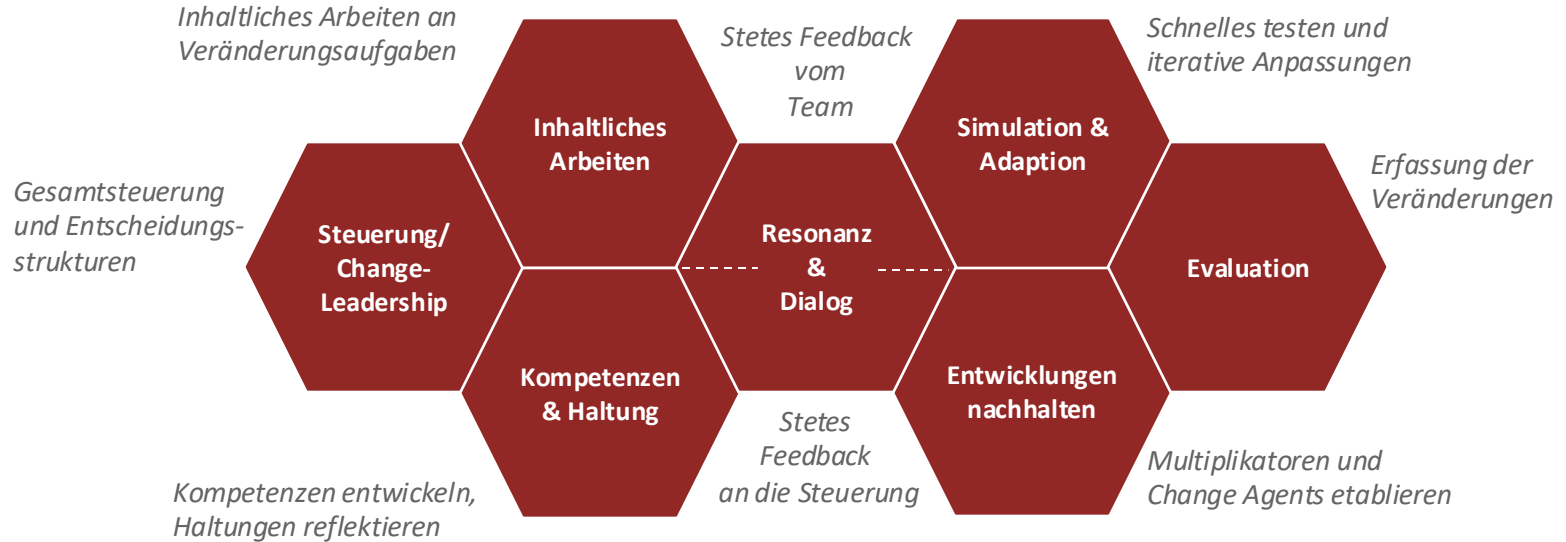 Inhaltliches Arbeiten an
Veränderungsaufgaben
Stetes Feedback
vom
Team
Schnelles testen und
iterative Anpassungen
Inhaltliches
Arbeiten
Simulation &
Adaption
Gesamtsteuerung
und Entscheidungs-
strukturen
Steuerung/
Change-
Leadership
Resonanz
&
Dialog
Evaluation
Erfassung der
Veränderungen
Kompetenzen
& Haltung
Entwicklungen
nachhalten
Kompetenzen entwickeln,
Haltungen reflektieren
Stetes
Feedback
an die Steuerung
Multiplikatoren und
Change Agents etablieren